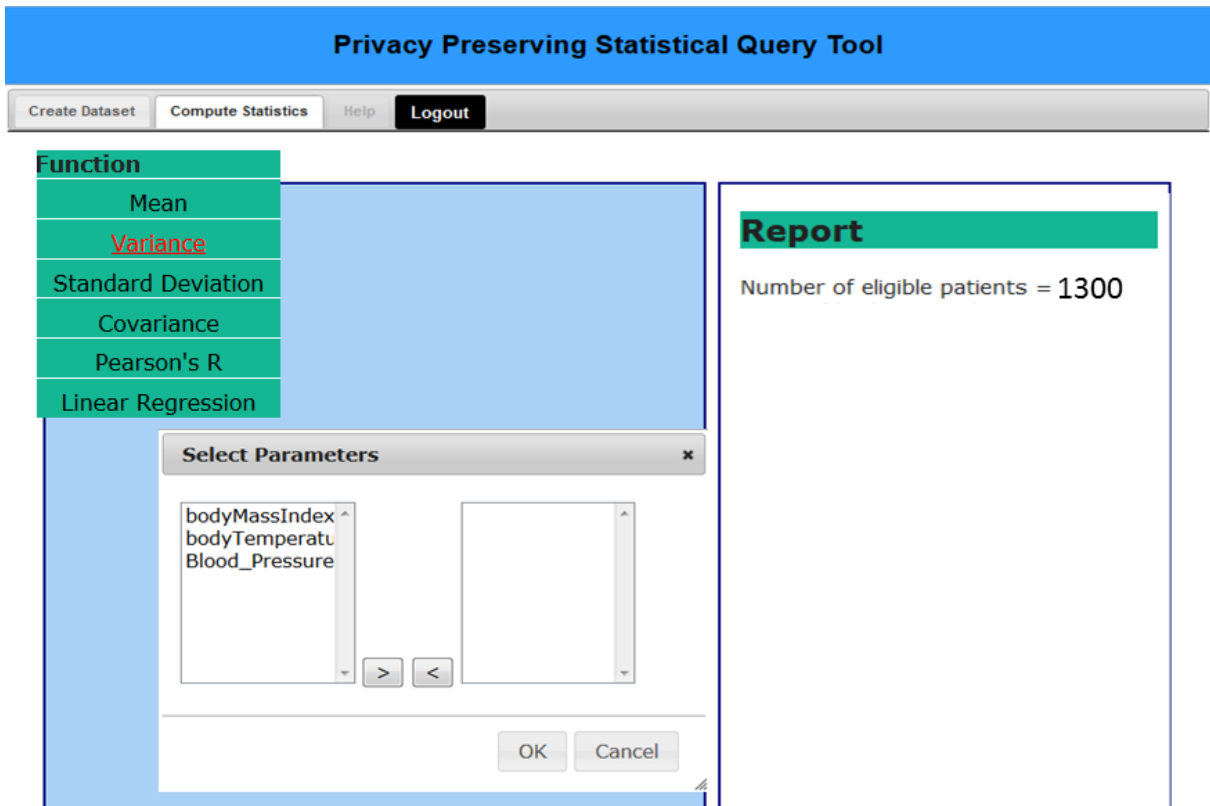 Privacy Preserving Statistical Query Tool
Create Dataset Compute Statistics Help Logout
Function
Mean
Variance
Standard Deviation
Covariance
Pearson's R
Linear Regression
Select Parameters ×
bodyMassIndex
bodyTemperatu
Blood_Pressure
> <
OK Cancel
Report
Number of eligible patients = 1300